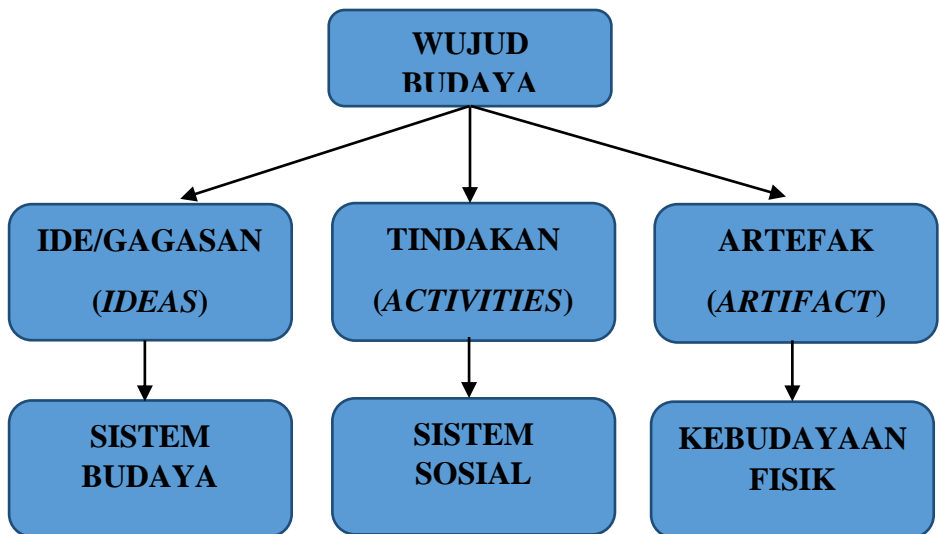 WUJUD
BUDAYA
IDE/GAGASAN
(IDEAS)
TINDAKAN
(ACTIVITIES)
ARTEFAK
(ARTIFACT)
SISTEM
BUDAYA
SISTEM
SOSIAL
KEBUDAYAAN
FISIK